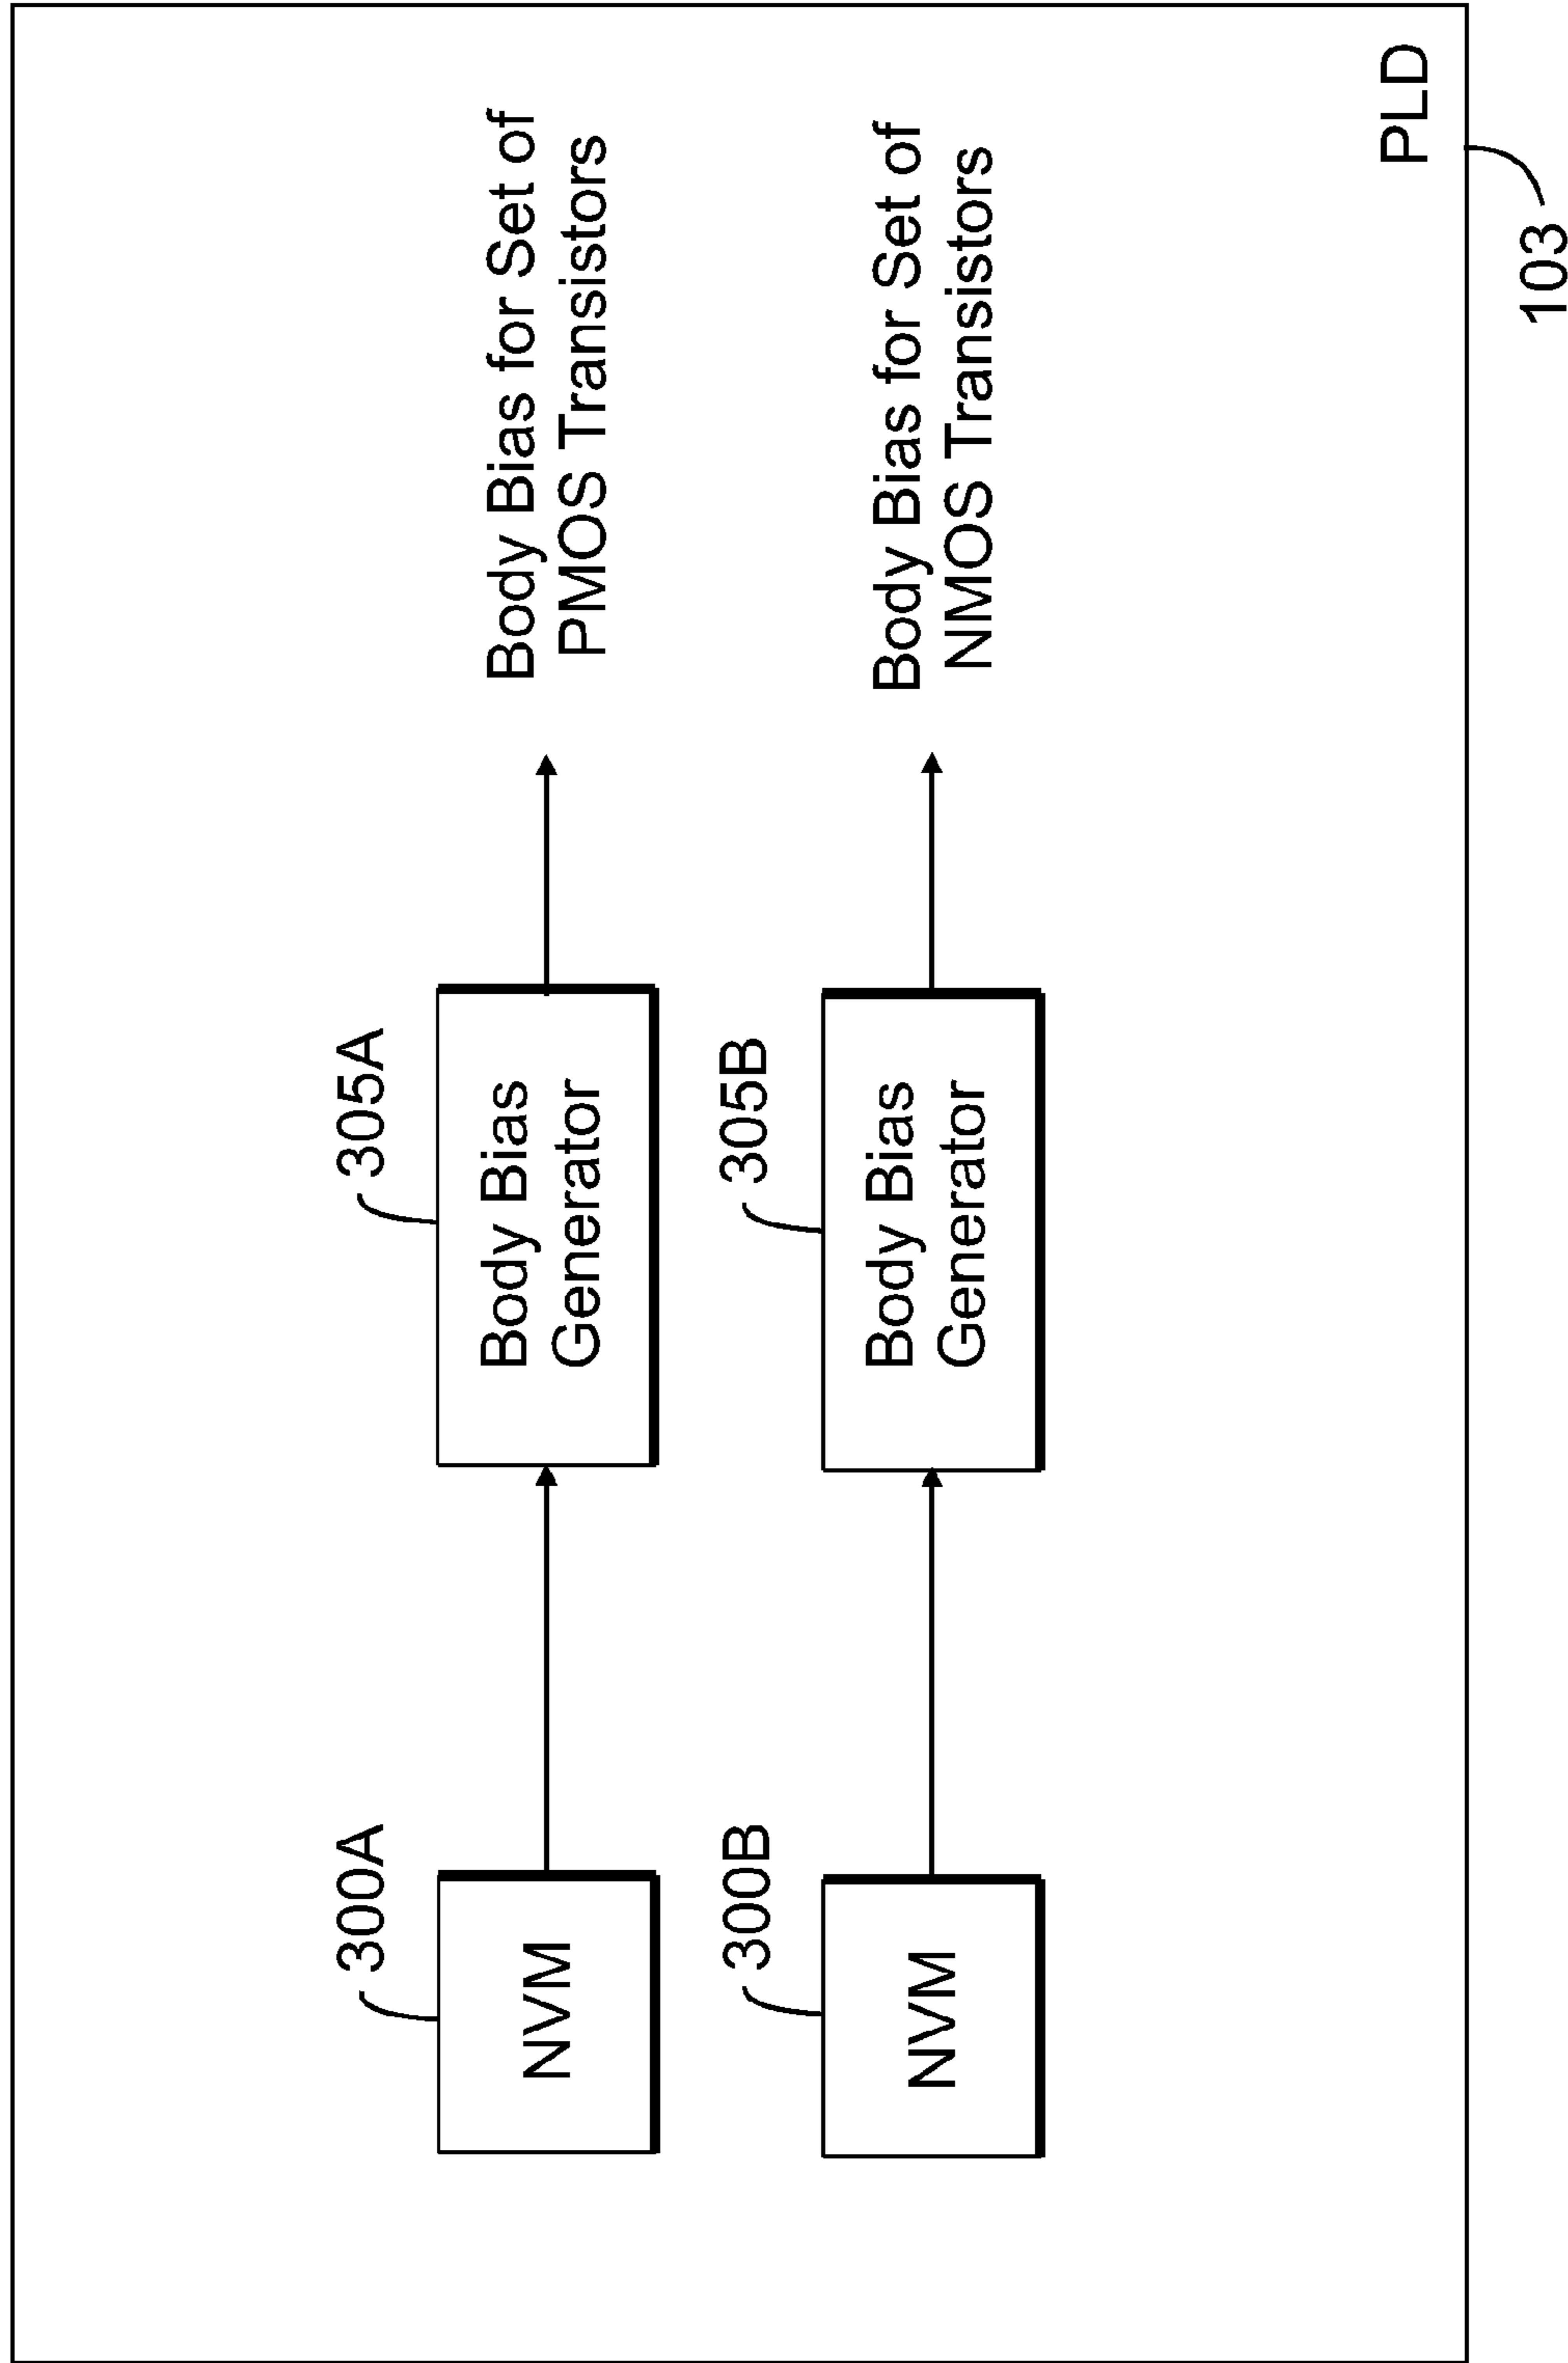 300A
NVM
305A
Body Bias
Generator
Body Bias for Set of
PMOS Transistors
300B
NVM
305B
Body Bias
Generator
Body Bias for Set of
NMOS Transistors
PLD
103